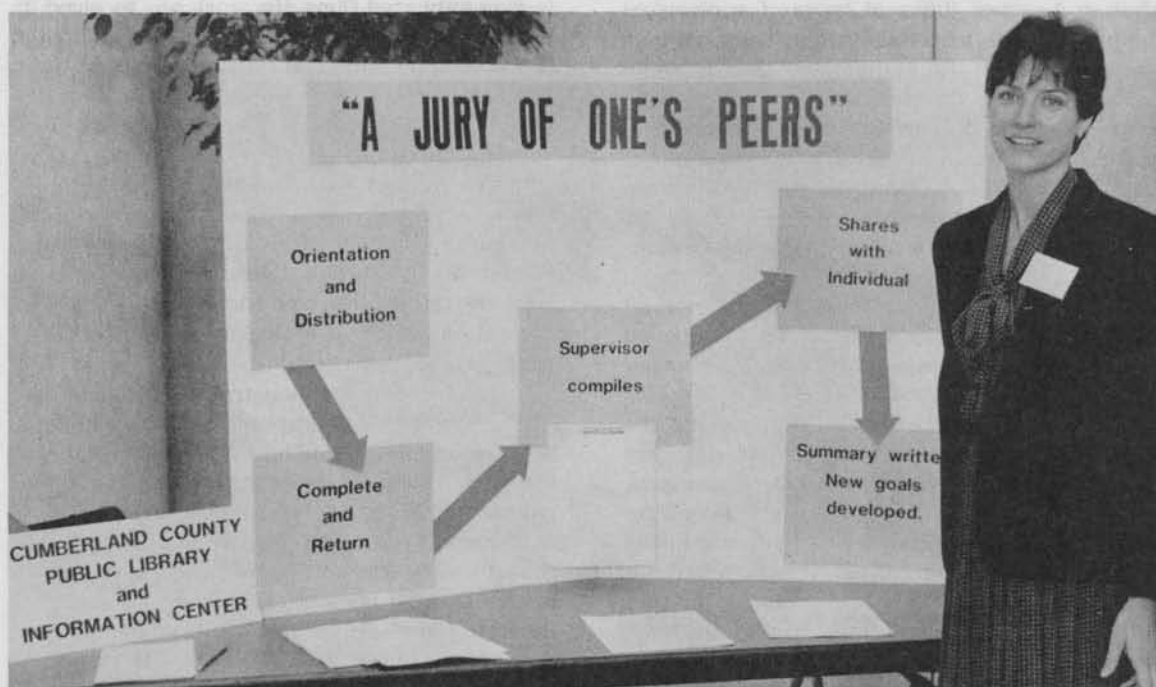 "A JURY OF ONE'S PEERS"
Orientation
and
Distribution
Complete
and
Return
Supervisor
compiles
Shares
with
Individual
Summary writte
New goals
developed.
CUMBERLAND COUNTY
PUBLIC LIBRARY
and
INFORMATION CENTER